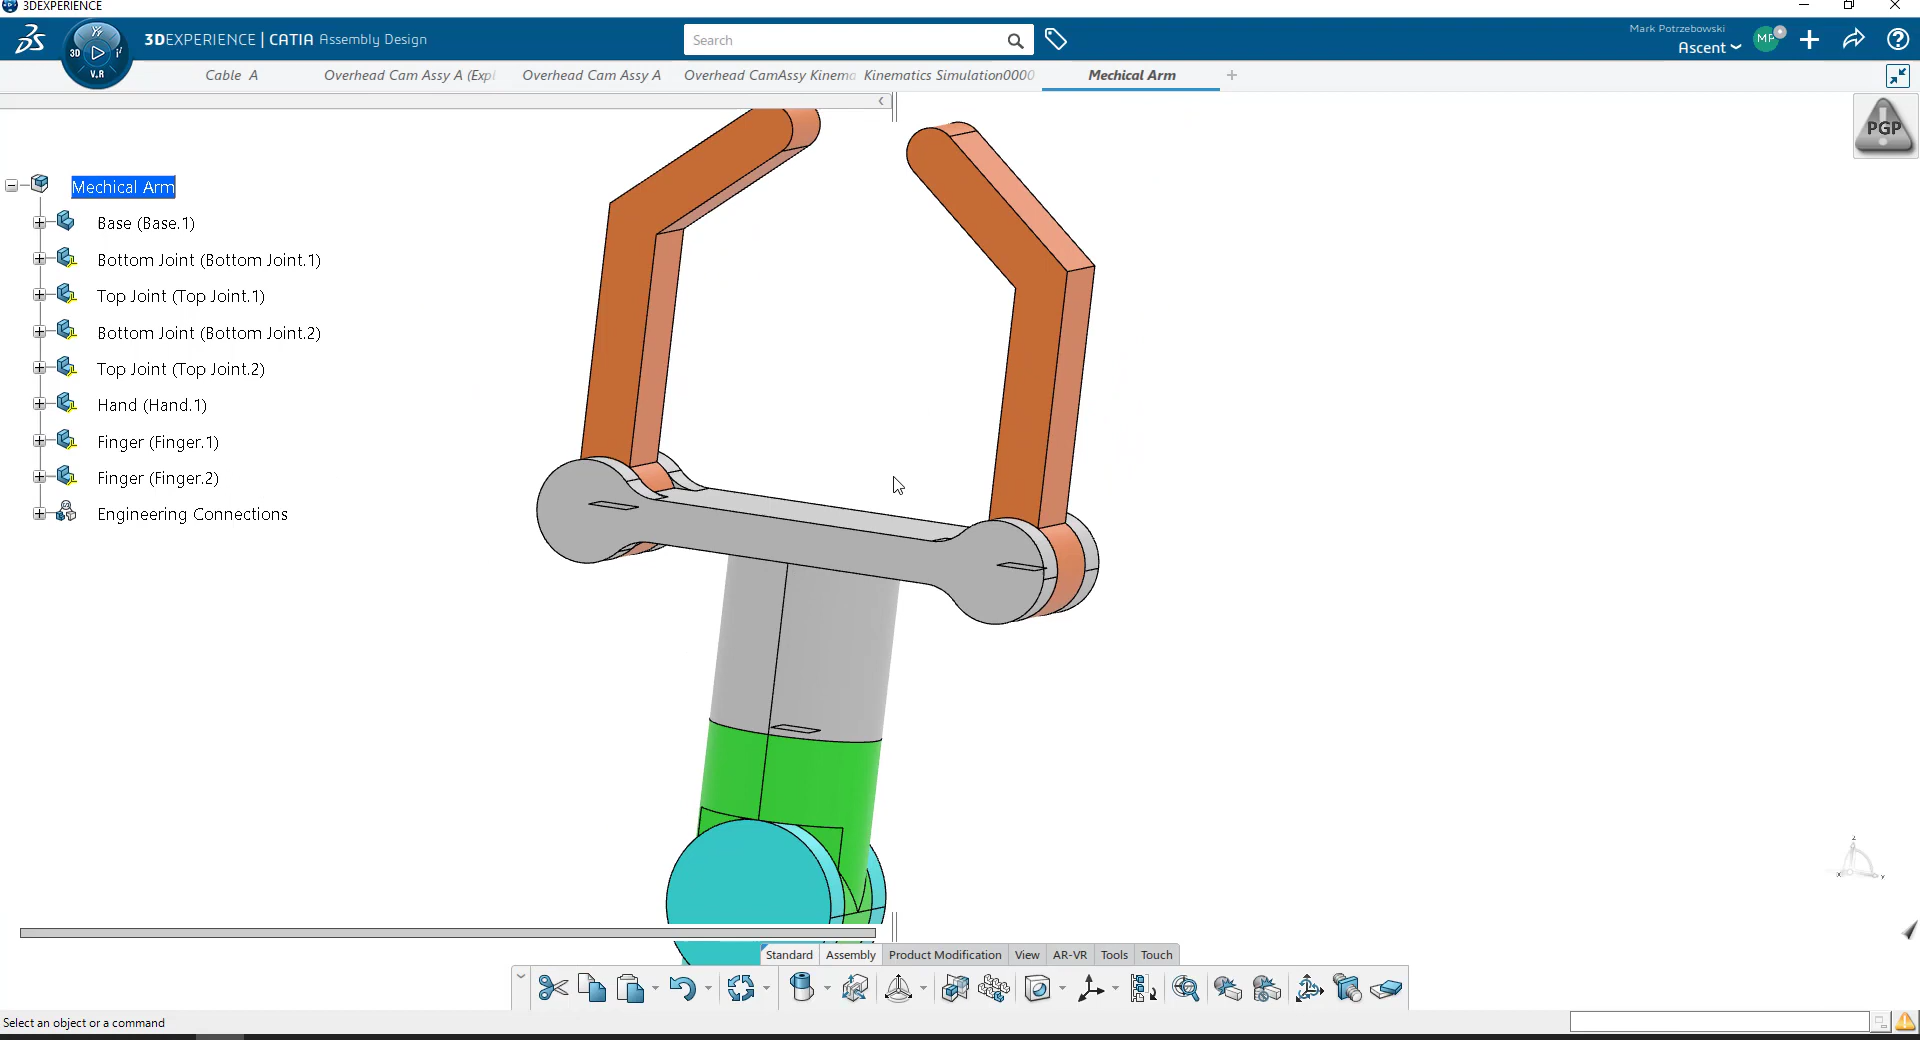 3DEXPERIENCE
3DEXPERIENCE | CATIA Assembly Design
Search
Mark Potrzebowski
Ascent
MP
3D
V.R
Cable A
Overhead Cam Assy A (Expl
Overhead Cam Assy A
Overhead CamAssy Kinema
Kinematics Simulation0000
Mechical Arm
PGP
Mechical Arm
Base (Base.1)
Bottom Joint (Bottom Joint.1)
Top Joint (Top Joint.1)
Bottom Joint (Bottom Joint.2)
Top Joint (Top Joint.2)
Hand (Hand.1)
Finger (Finger.1)
Finger (Finger.2)
Engineering Connections
z
x
y
Standard
Assembly
Product Modification
View
AR-VR
Tools
Touch
Select an object or a command